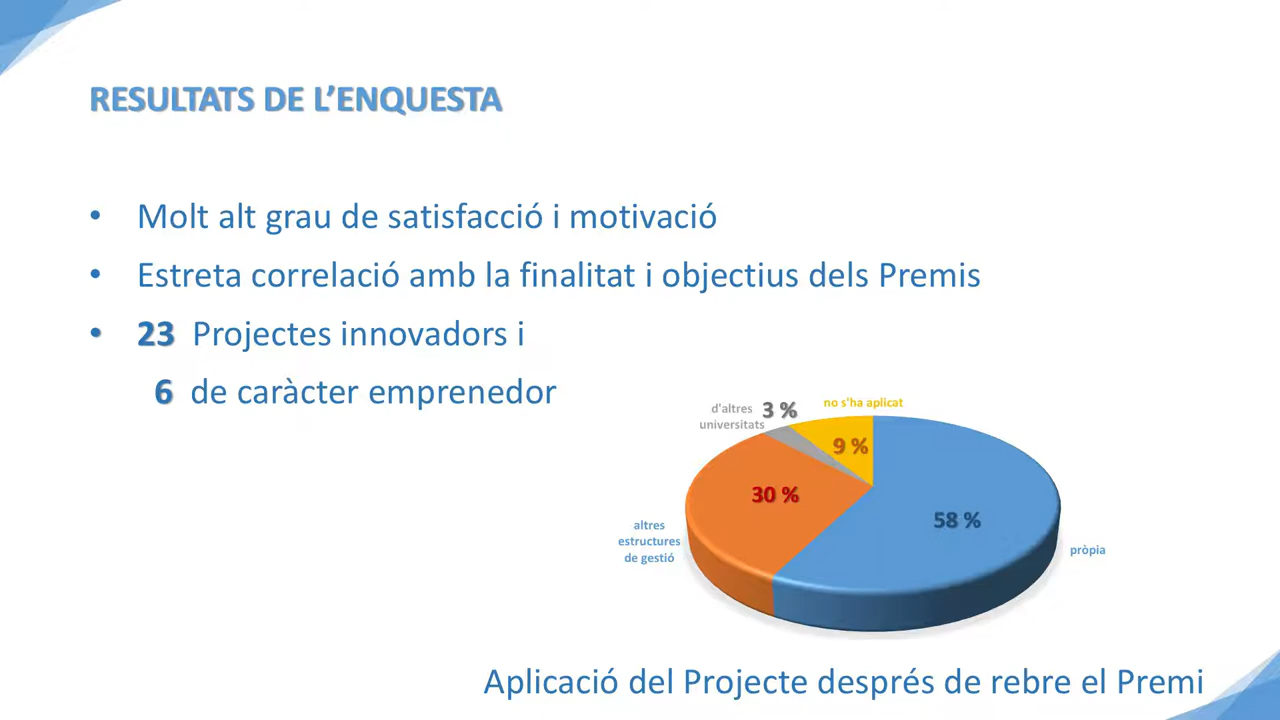 RESULTATS DE L’ENQUESTA
• Molt alt grau de satisfacció i motivació
• Estreta correlació amb la finalitat i objectius dels Premis
• 23 Projectes innovadors i
6 de caràcter emprenedor
d'altres
universitats
3 %
no s'ha aplicat
9 %
30 %
58 %
altres
estructures
de gestió
pròpia
Aplicació del Projecte després de rebre el Premi